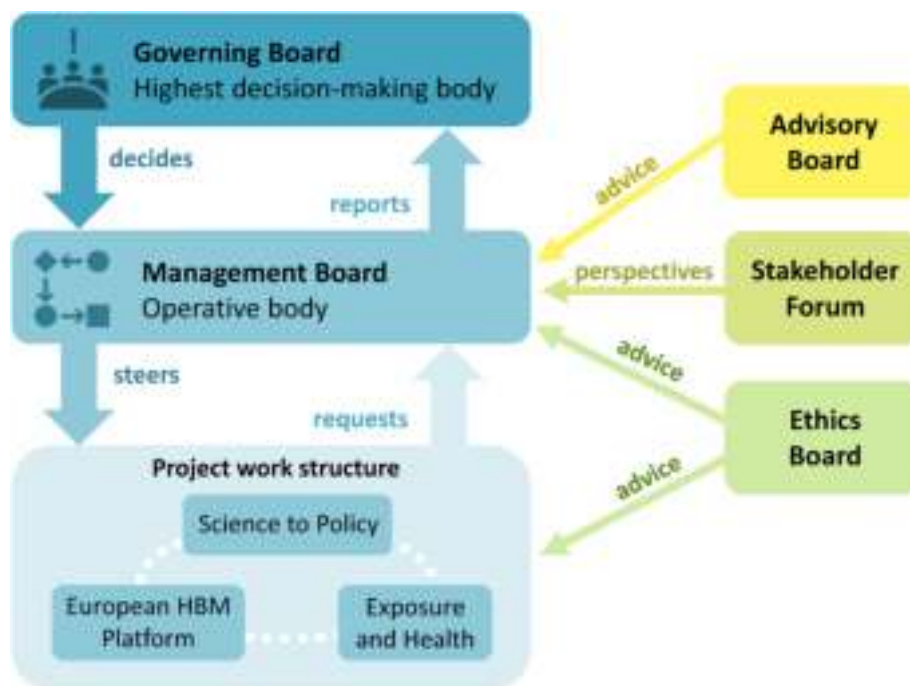 Governing Board
Highest decision-making body
decides
reports
Management Board
Operative body
steers
requests
Project work structure
Science to Policy
European HBM
Platform
Exposure
and Health
Advisory
Board
advice
Stakeholder
Forum
perspectives
Ethics
Board
advice
advice